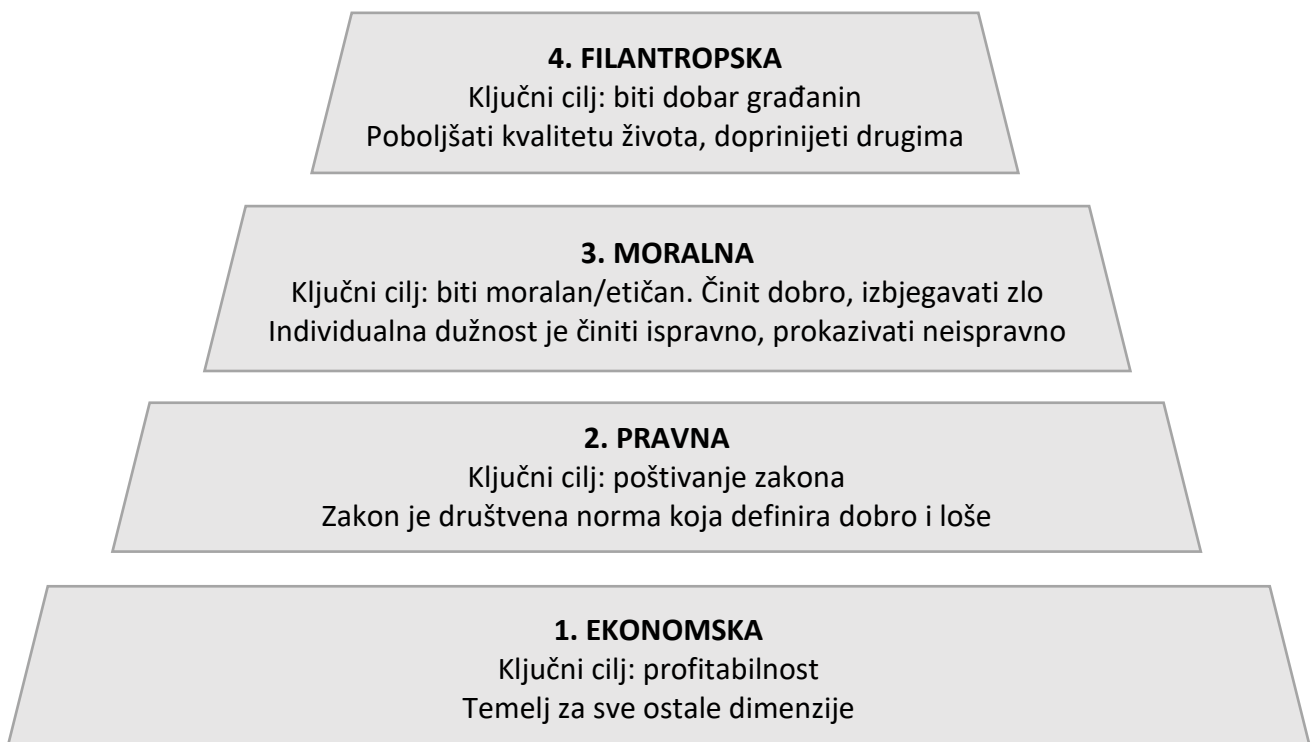 4. FILANTROPSKA
Ključni cilj: biti dobar građanin
Poboljšati kvalitetu života, doprinijeti drugima
3. MORALNA
Ključni cilj: biti moralan/etičan. Činit dobro, izbjegavati zlo
Individualna dužnost je činiti ispravno, prokazivati neispravno
2. PRAVNA
Ključni cilj: poštivanje zakona
Zakon je društvena norma koja definira dobro i loše
1. EKONOMSKA
Ključni cilj: profitabilnost
Temelj za sve ostale dimenzije